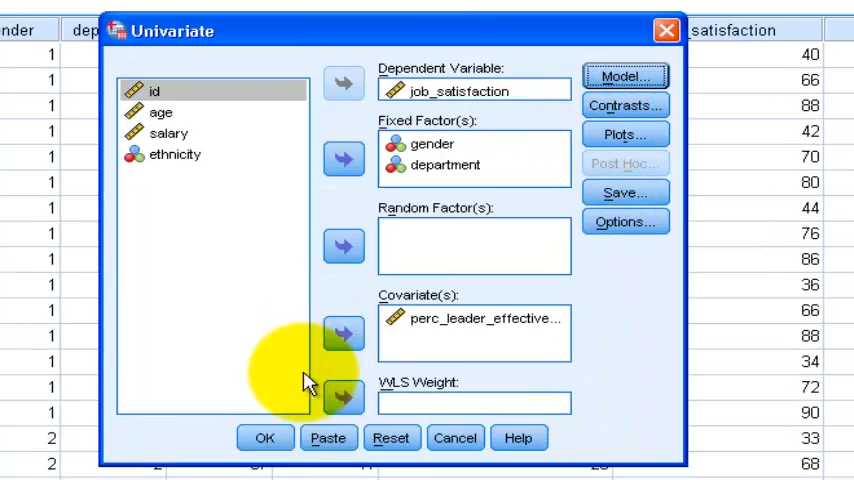 Univariate
nder
dep
_satisfaction
Dependent Variable:
job_satisfaction
id
age
salary
ethnicity
Fixed Factor(s):
gender
department
Random Factor(s):
Covariate(s):
perc_leader_effective...
WLS Weight:
Model...
Contrasts...
Plots...
Post Hoc...
Save...
Options...
OK Paste Reset Cancel Help
1 40
1 66
1 88
1 42
1 70
1 80
1 44
1 76
1 86
1 36
1 66
1 88
1 34
1 72
1 90
2 33
2 68